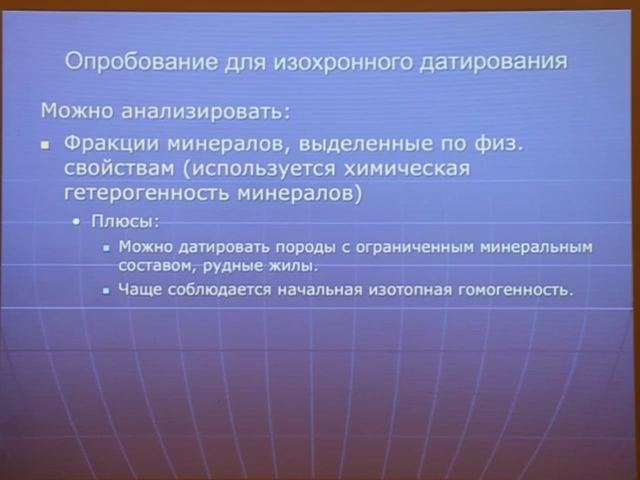 Опробование для изохронного датирования
Можно анализировать:
Фракции минералов, выделенные по физ.
свойствам (используется химическая
гетерогенность минералов)
Плюсы:
Можно датировать породы с ограниченным минеральным
составом, рудные жилы.
Чаще соблюдается начальная изотопная гомогенность.